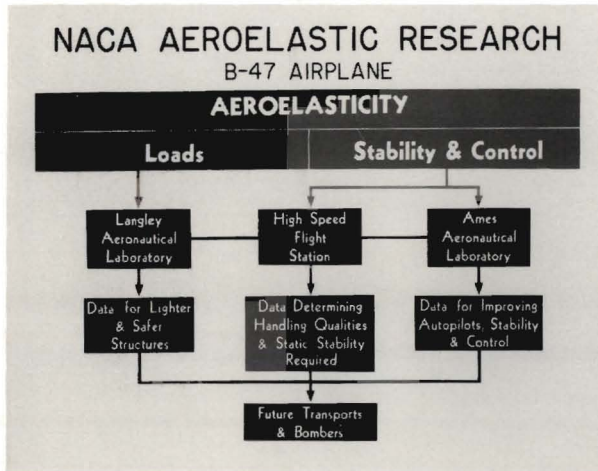 NACA AEROELASTIC RESEARCH
B-47 AIRPLANE
AEROELASTICITY
Loads
Stability & Control
Langley
Aeronautical
Laboratory
High Speed
Flight
Station
Ames
Aeronautical
Laboratory
Data for Lighter
& Safer
Structures
Data Determining
Handling Qualities
& Static Stability
Required
Data for Improving
Autopilots, Stability
& Control
Future Transports
& Bombers